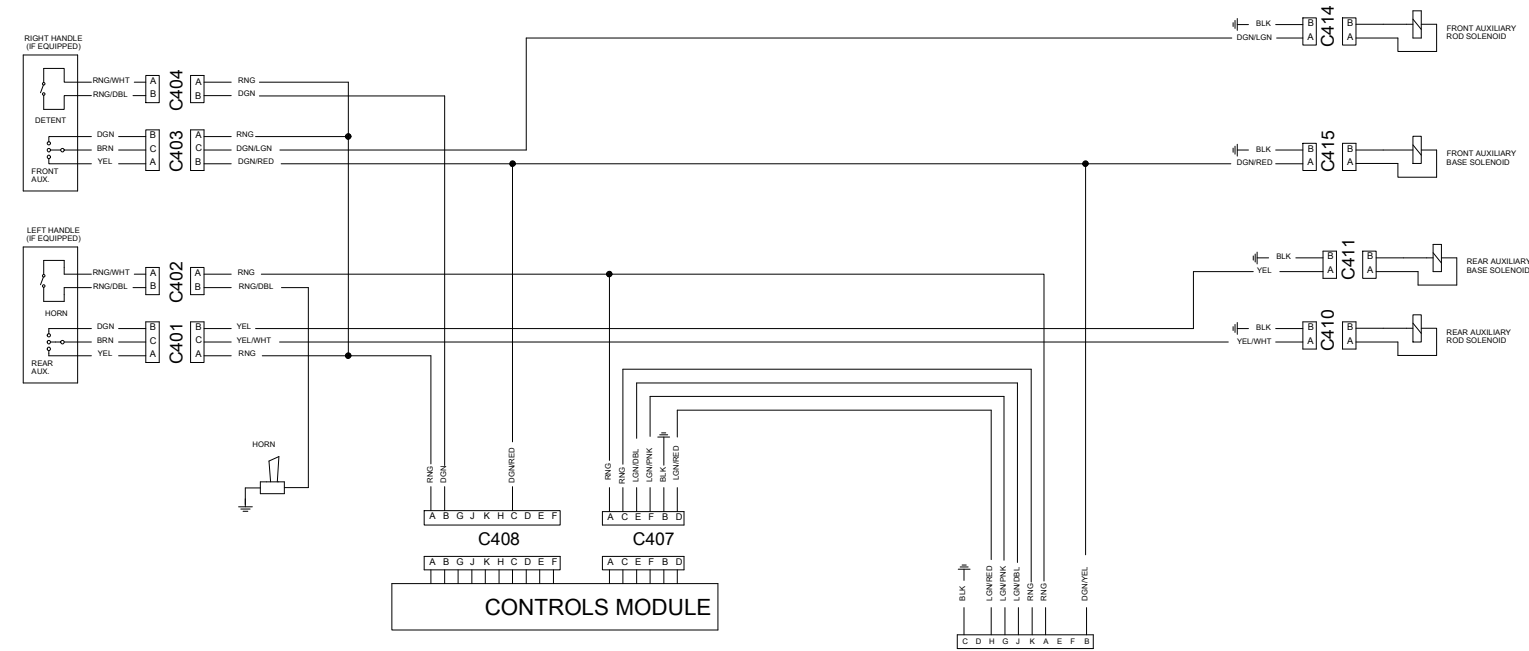 RIGHT HANDLE
(IF EQUIPPED)
RNG/WHT A C404 A RNG
RNG/DBL B B DGN
DETENT
DGN B C403 A RNG
BRN C C DGN/LGN
YEL A B DGN/RED
FRONT
AUX.
BLK B C414 B
DGN/LGN A A
FRONT AUXILIARY
ROD SOLENOID
BLK B C415 B
DGN/RED A A
FRONT AUXILIARY
BASE SOLENOID
LEFT HANDLE
(IF EQUIPPED)
RNG/WHT A C402 A RNG
RNG/DBL B B RNG/DBL
HORN
DGN B C401 B YEL
BRN C C YEL/WHT
YEL A A RNG
REAR
AUX.
BLK B C411 B
YEL A A
REAR AUXILIARY
BASE SOLENOID
BLK B C410 B
YEL/WHT A A
REAR AUXILIARY
ROD SOLENOID
HORN
RNG DGN DGN/RED
RNG RNG LGN/DBL LGN/PNK BLK LGN/RED
A B G J K H C D E F
A C E F B D
C408
C407
A B G J K H C D E F
A C E F B D
CONTROLS MODULE
BLK LGN/RED LGN/PNK LGN/DBL RNG RNG DGN/YEL
C D H G J K A E F B